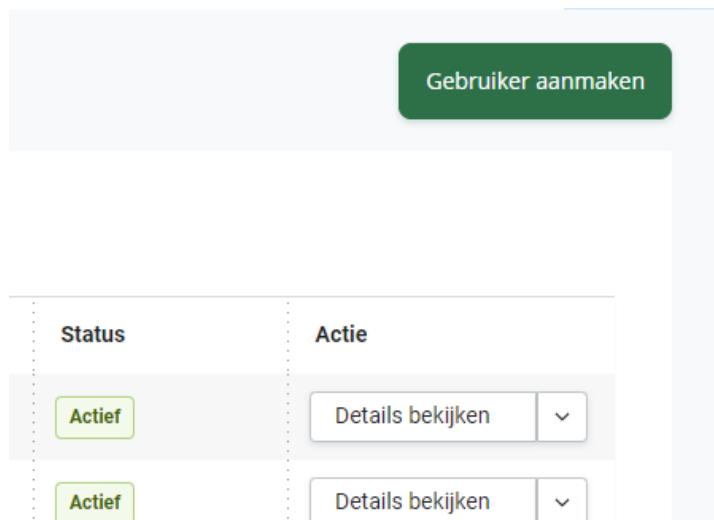 Gebruiker aanmaken
Status Actie
Actief Details bekijken
Actief Details bekijken